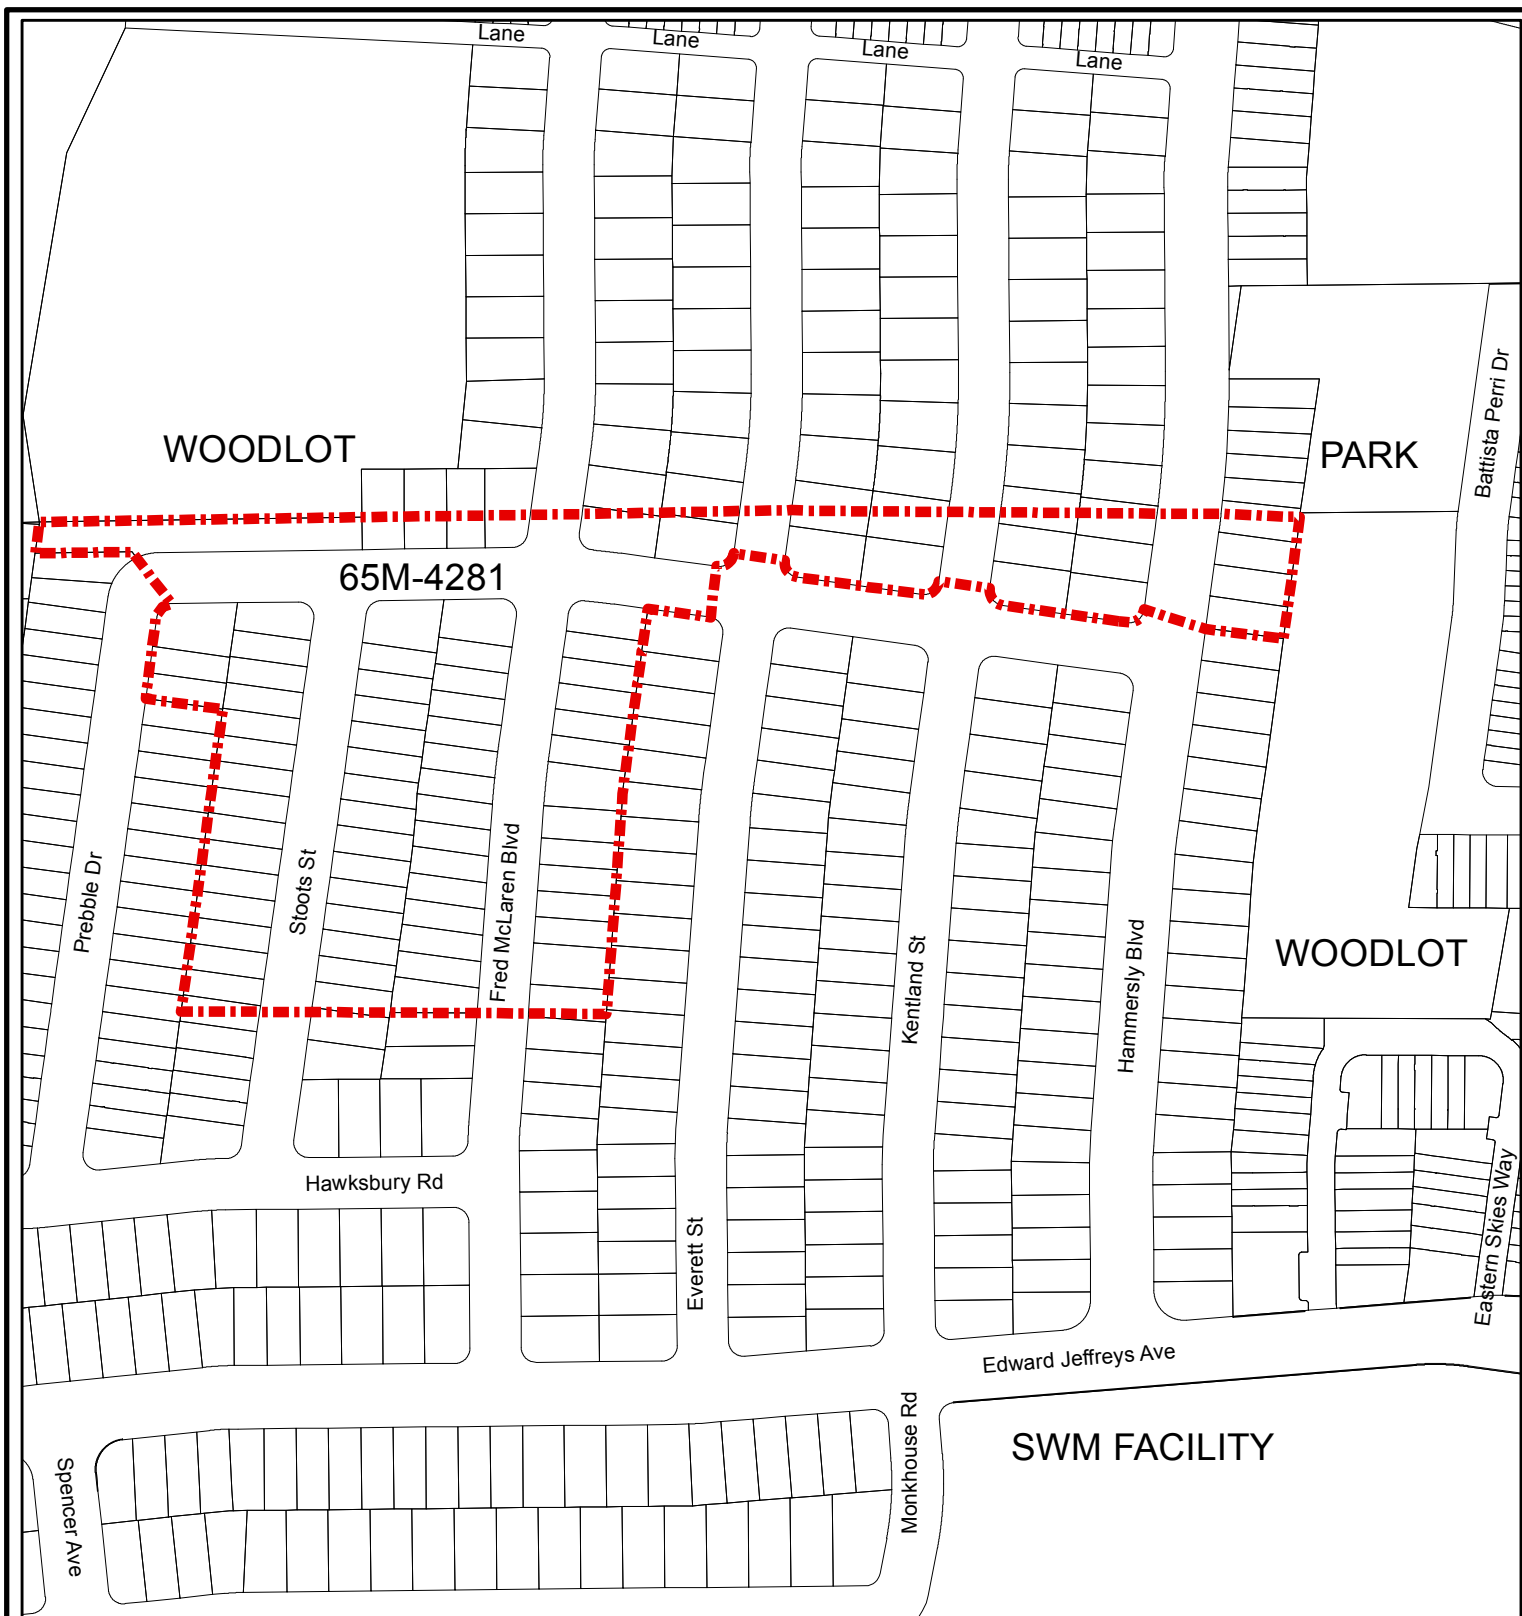 Lane
Lane
Lane
Lane
Battista Perri Dr
WOODLOT
PARK
65M-4281
Prebble Dr
Stoots St
Fred McLaren Blvd
Kentland St
Hammersly Blvd
WOODLOT
Hawksbury Rd
Everett St
Eastern Skies Way
Edward Jeffreys Ave
Monkhouse Rd
SWM FACILITY
Spencer Ave